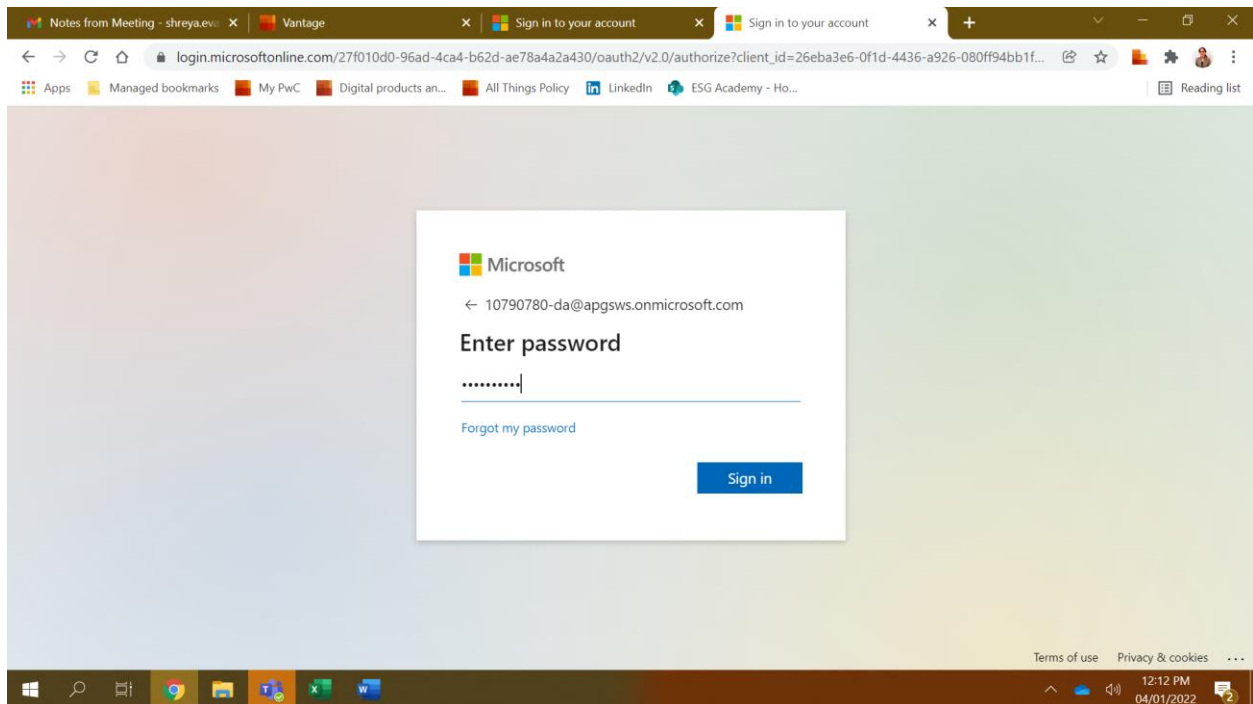 Notes from Meeting - shreya.eva
Vantage
Sign in to your account
Sign in to your account
login.microsoftonline.com/27f010d0-96ad-4ca4-b62d-ae78a4a2a430/oauth2/v2.0/authorize?client_id=26eba3e6-0f1d-4436-a926-080ff94bb1f...
Apps Managed bookmarks My PwC Digital products an... All Things Policy LinkedIn ESG Academy - Ho... Reading list
Microsoft
← 10790780-da@apgsws.onmicrosoft.com
Enter password
••••••••••
Forgot my password
Sign in
Terms of use Privacy & cookies ...
12:12 PM
04/01/2022
2